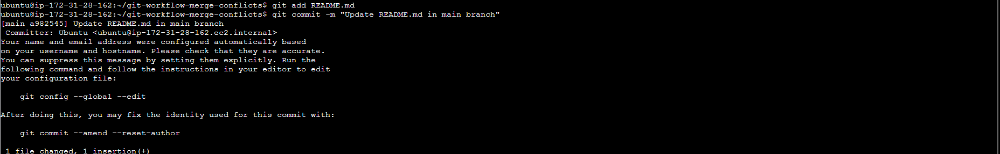 ubuntu@ip-172-31-28-162:~/git-workflow-merge-conflicts$ git add README.md
ubuntu@ip-172-31-28-162:~/git-workflow-merge-conflicts$ git commit -m "Update README.md in main branch"
[main a982545] Update README.md in main branch
 Committer: Ubuntu <ubuntu@ip-172-31-28-162.ec2.internal>
Your name and email address were configured automatically based
on your username and hostname. Please check that they are accurate.
You can suppress this message by setting them explicitly. Run the
following command and follow the instructions in your editor to edit
your configuration file:
    git config --global --edit
After doing this, you may fix the identity used for this commit with:
    git commit --amend --reset-author
 1 file changed, 1 insertion(+)